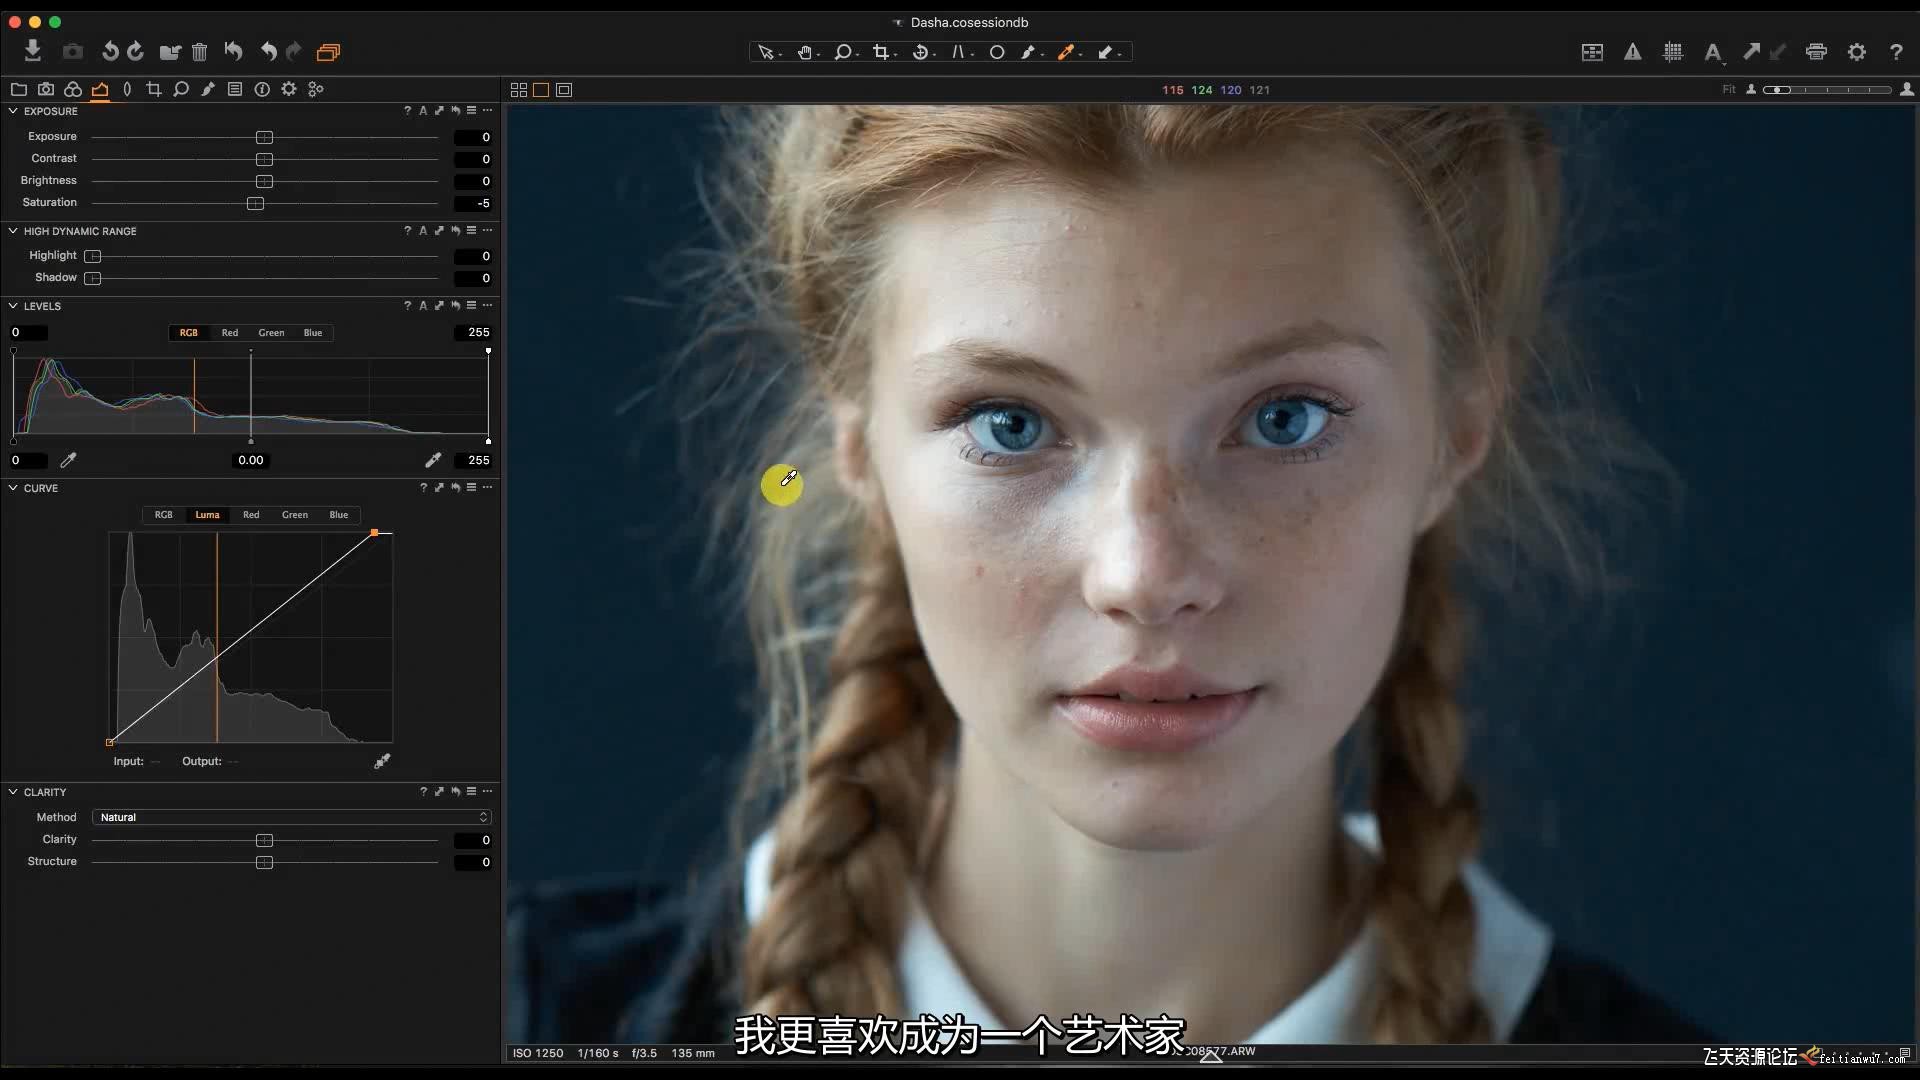 Dasha.cosessiondb
115 124 120 121
Fit
EXPOSURE
Exposure 0
Contrast 0
Brightness 0
Saturation -5
HIGH DYNAMIC RANGE
Highlight 0
Shadow 0
LEVELS
0 RGB Red Green Blue 255
0 0.00 255
CURVE
RGB Luma Red Green Blue
Input: -- Output: --
CLARITY
Method Natural
Clarity 0
Structure 0
我更喜欢成为一个艺术家
ISO 1250 1/160 s f/3.5 135 mm
飞天资源论坛 feitianwu7.com